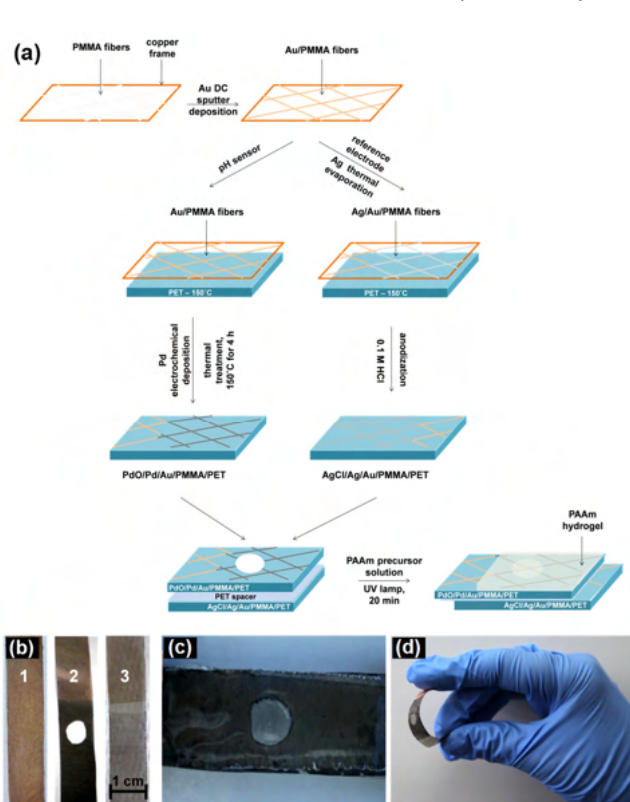 (a)
PMMA fibers
copper
frame
Au DC
sputter
deposition
Au/PMMA fibers
pH sensor
reference
electrode
Ag thermal
evaporation
Au/PMMA fibers
Ag/Au/PMMA fibers
PET – 150°C
PET – 150°C
Pd
electrochemical
deposition
thermal
treatment,
150°C for 4 h
anodization
0.1 M HCl
PdO/Pd/Au/PMMA/PET
AgCl/Ag/Au/PMMA/PET
PdO/Pd/Au/PMMA/PET
PET spacer
AgCl/Ag/Au/PMMA/PET
PAAm precursor
solution
UV lamp,
20 min
PAAm
hydrogel
PdO/Pd/Au/PMMA/PET
AgCl/Ag/Au/PMMA/PET
(b)
1
2
3
1 cm
(c)
(d)